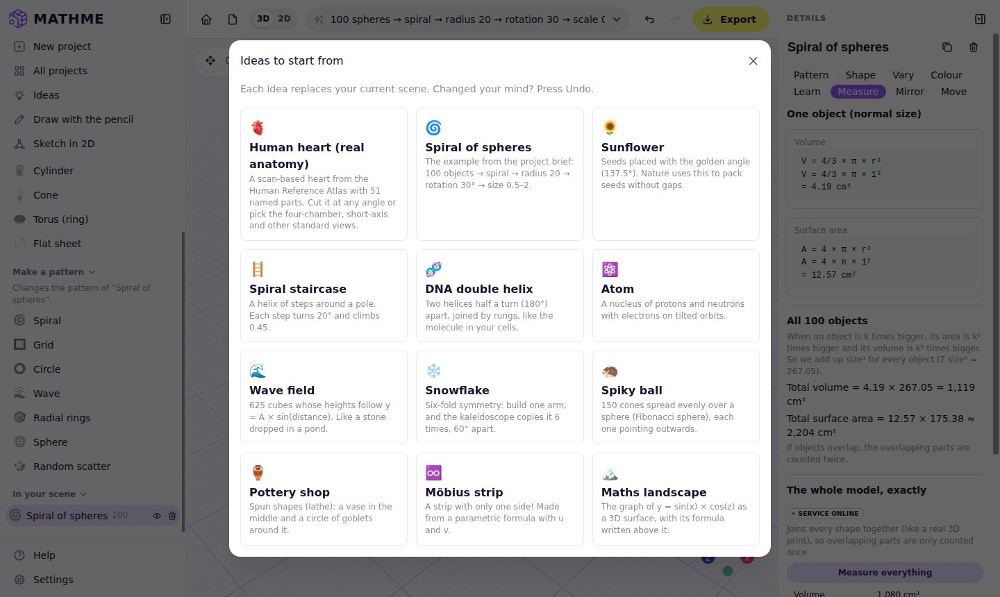 MATHME
New project
All projects
Ideas
Draw with the pencil
Sketch in 2D
Cylinder
Cone
Torus (ring)
Flat sheet
Make a pattern
Changes the pattern of “Spiral of
spheres”.
Spiral
Grid
Circle
Wave
Radial rings
Sphere
Random scatter
In your scene
Spiral of spheres 100
Help
Settings
3D 2D
100 spheres → spiral → radius 20 → rotation 30 → scale 0
Export
Ideas to start from
Each idea replaces your current scene. Changed your mind? Press Undo.
Human heart (real
anatomy)
A scan-based heart from the
Human Reference Atlas with 51
named parts. Cut it at any angle or
pick the four-chamber, short-axis
and other standard views.
Spiral of spheres
The example from the project brief:
100 objects → spiral → radius 20 →
rotation 30° → size 0.5–2.
Sunflower
Seeds placed with the golden angle
(137.5°). Nature uses this to pack
seeds without gaps.
Spiral staircase
A helix of steps around a pole.
Each step turns 20° and climbs
0.45.
DNA double helix
Two helices half a turn (180°)
apart, joined by rungs, like the
molecule in your cells.
Atom
A nucleus of protons and neutrons
with electrons on tilted orbits.
Wave field
625 cubes whose heights follow y
= A × sin(distance). Like a stone
dropped in a pond.
Snowflake
Six-fold symmetry: build one arm,
and the kaleidoscope copies it 6
times, 60° apart.
Spiky ball
150 cones spread evenly over a
sphere (Fibonacci sphere), each
one pointing outwards.
Pottery shop
Spun shapes (lathe): a vase in the
middle and a circle of goblets
around it.
Möbius strip
A strip with only one side! Made
from a parametric formula with u
and v.
Maths landscape
The graph of y = sin(x) × cos(z) as
a 3D surface, with its formula
written above it.
Z X
DETAILS
Spiral of spheres
Pattern Shape Vary Colour
Learn Measure Mirror Move
One object (normal size)
Volume
V = 4/3 × π × r³
V = 4/3 × π × 1³
= 4.19 cm³
Surface area
A = 4 × π × r²
A = 4 × π × 1²
= 12.57 cm²
All 100 objects
When an object is k times bigger, its area is k²
times bigger and its volume is k³ times bigger.
So we add up size³ for every object (Σ size³ =
267.05).
Total volume = 4.19 × 267.05 = 1,119
cm³
Total surface area = 12.57 × 175.38 ≈
2,204 cm²
If objects overlap, the overlapping parts are
counted twice.
The whole model, exactly
SERVICE ONLINE
Joins every shape together (like a real 3D
print), so overlapping parts are only counted
once.
Measure everything
Volume 1,080 cm³